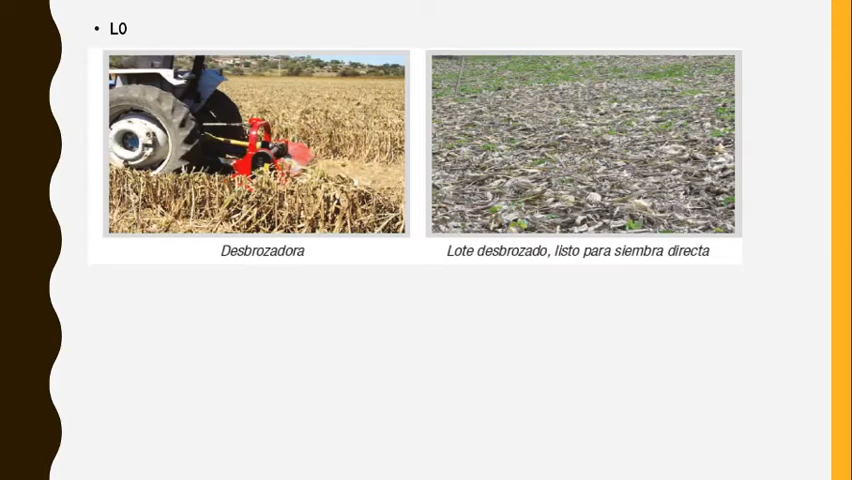 • L0
Desbrozadora
Lote desbrozado, listo para siembra directa